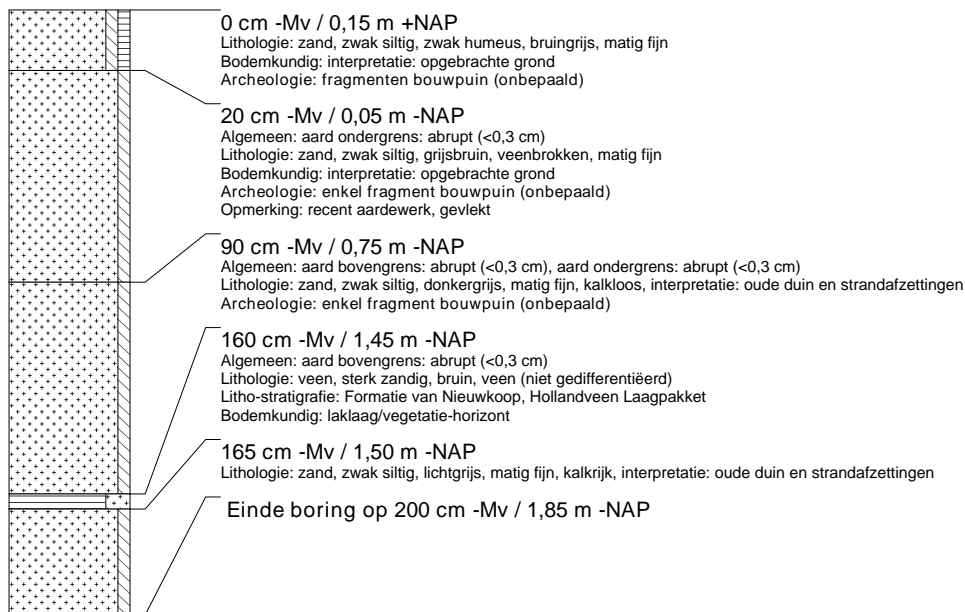 0 cm -Mv / 0,15 m +NAP
Lithologie: zand, zwak siltig, zwak humeus, bruingrijs, matig fijn
Bodemkundig: interpretatie: opgebrachte grond
Archeologie: fragmenten bouwpuin (onbepaald)
20 cm -Mv / 0,05 m -NAP
Algemeen: aard ondergrens: abrupt (<0,3 cm)
Lithologie: zand, zwak siltig, grijsbruin, veenbrokken, matig fijn
Bodemkundig: interpretatie: opgebrachte grond
Archeologie: enkel fragment bouwpuin (onbepaald)
Opmerking: recent aardewerk, gevlekt
90 cm -Mv / 0,75 m -NAP
Algemeen: aard bovengrens: abrupt (<0,3 cm), aard ondergrens: abrupt (<0,3 cm)
Lithologie: zand, zwak siltig, donkergrijs, matig fijn, kalkloos, interpretatie: oude duin en strandafzettingen
Archeologie: enkel fragment bouwpuin (onbepaald)
160 cm -Mv / 1,45 m -NAP
Algemeen: aard bovengrens: abrupt (<0,3 cm)
Lithologie: veen, sterk zandig, bruin, veen (niet gedifferentiëerd)
Litho-stratigrafie: Formatie van Nieuwkoop, Hollandveen Laagpakket
Bodemkundig: laklaag/vegetatie-horizont
165 cm -Mv / 1,50 m -NAP
Lithologie: zand, zwak siltig, lichtgrijs, matig fijn, kalkrijk, interpretatie: oude duin en strandafzettingen
Einde boring op 200 cm -Mv / 1,85 m -NAP